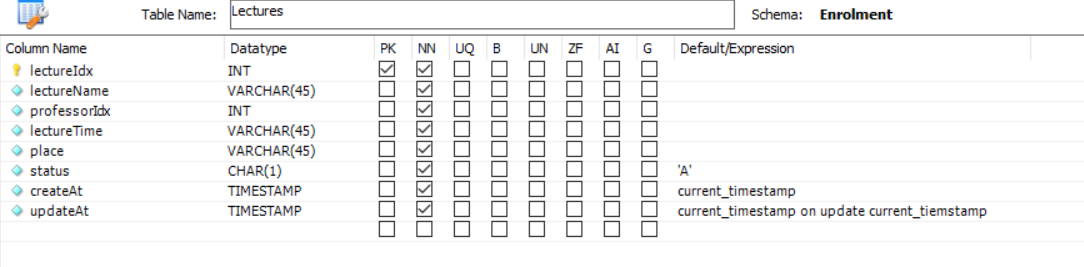 Table Name: Lectures Schema: Enrolment
Column Name Datatype PK NN UQ B UN ZF AI G Default/Expression
lectureIdx INT
lectureName VARCHAR(45)
professorIdx INT
lectureTime VARCHAR(45)
place VARCHAR(45)
status CHAR(1) 'A'
createAt TIMESTAMP current_timestamp
updateAt TIMESTAMP current_timestamp on update current_tiemstamp